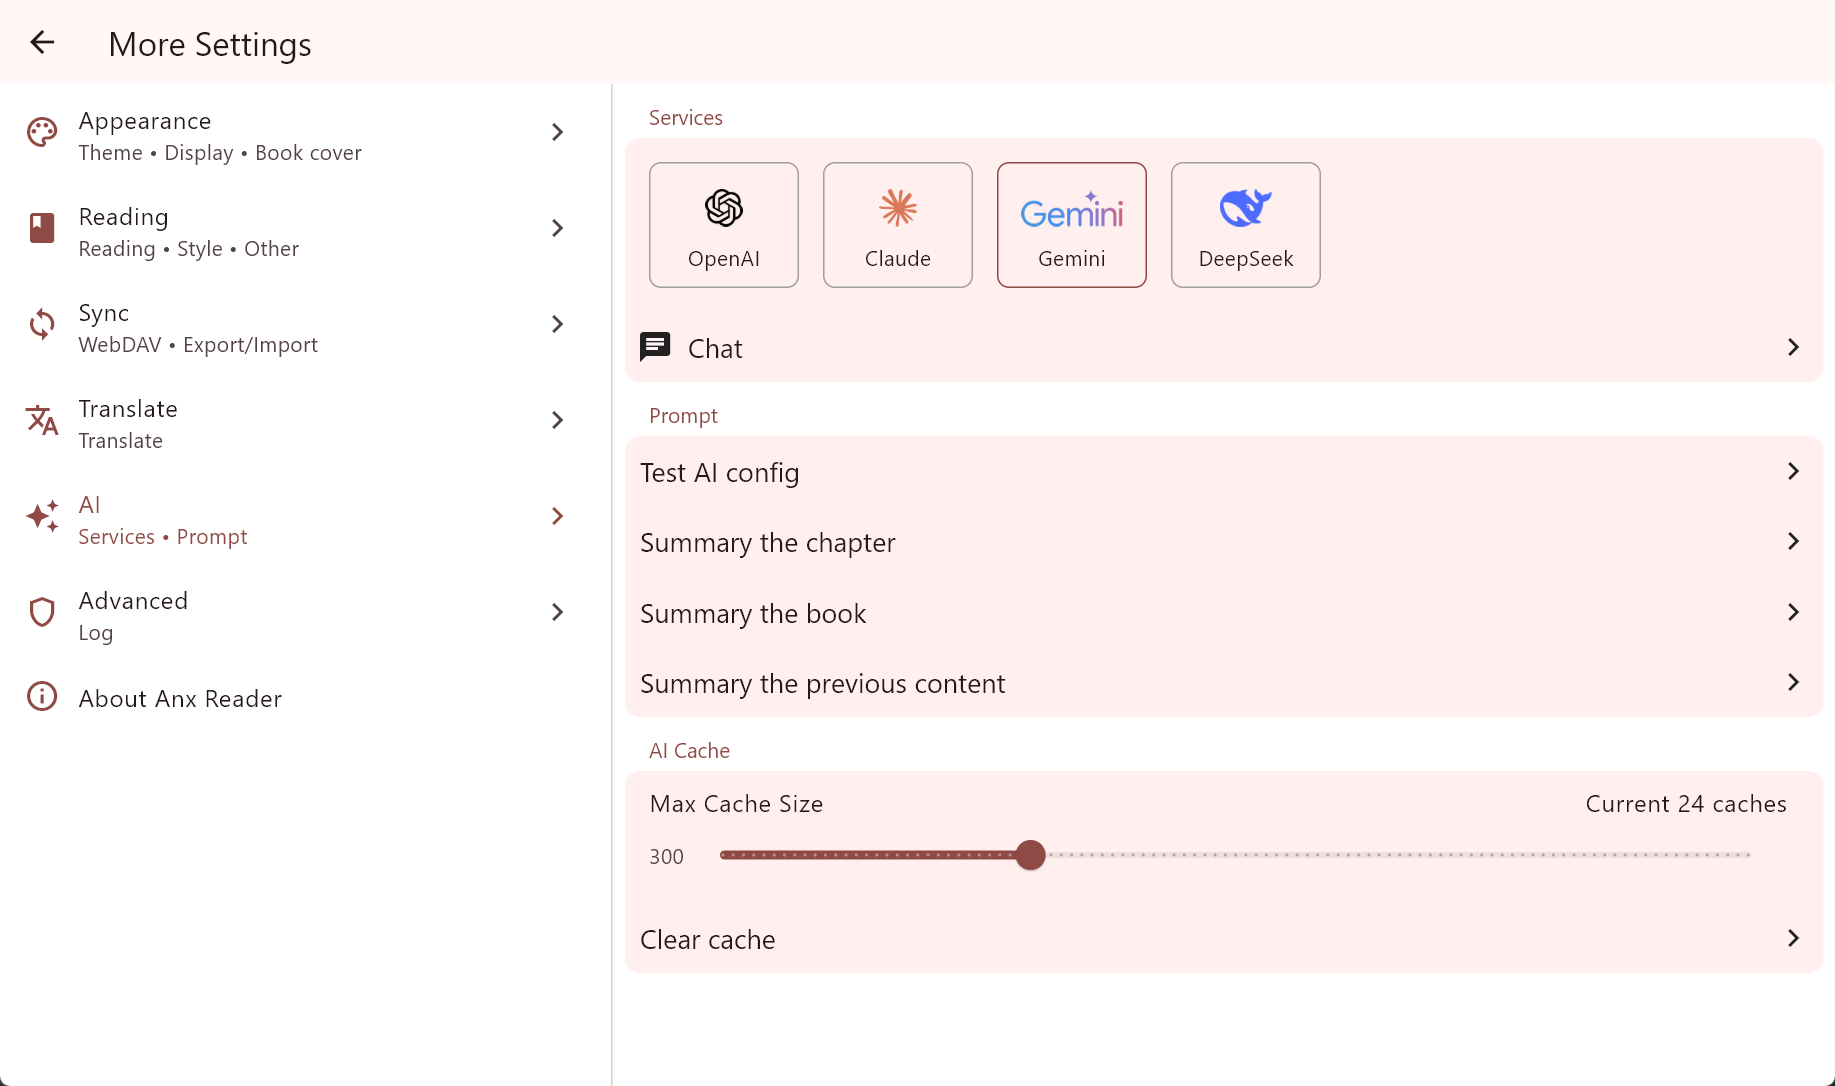 More Settings
Appearance
Theme • Display • Book cover
Reading
Reading • Style • Other
Sync
WebDAV • Export/Import
Translate
Translate
AI
Services • Prompt
Advanced
Log
About Anx Reader
Services
OpenAI
Claude
Gemini
Gemini
DeepSeek
Chat
Prompt
Test AI config
Summary the chapter
Summary the book
Summary the previous content
AI Cache
Max Cache Size
Current 24 caches
300
Clear cache